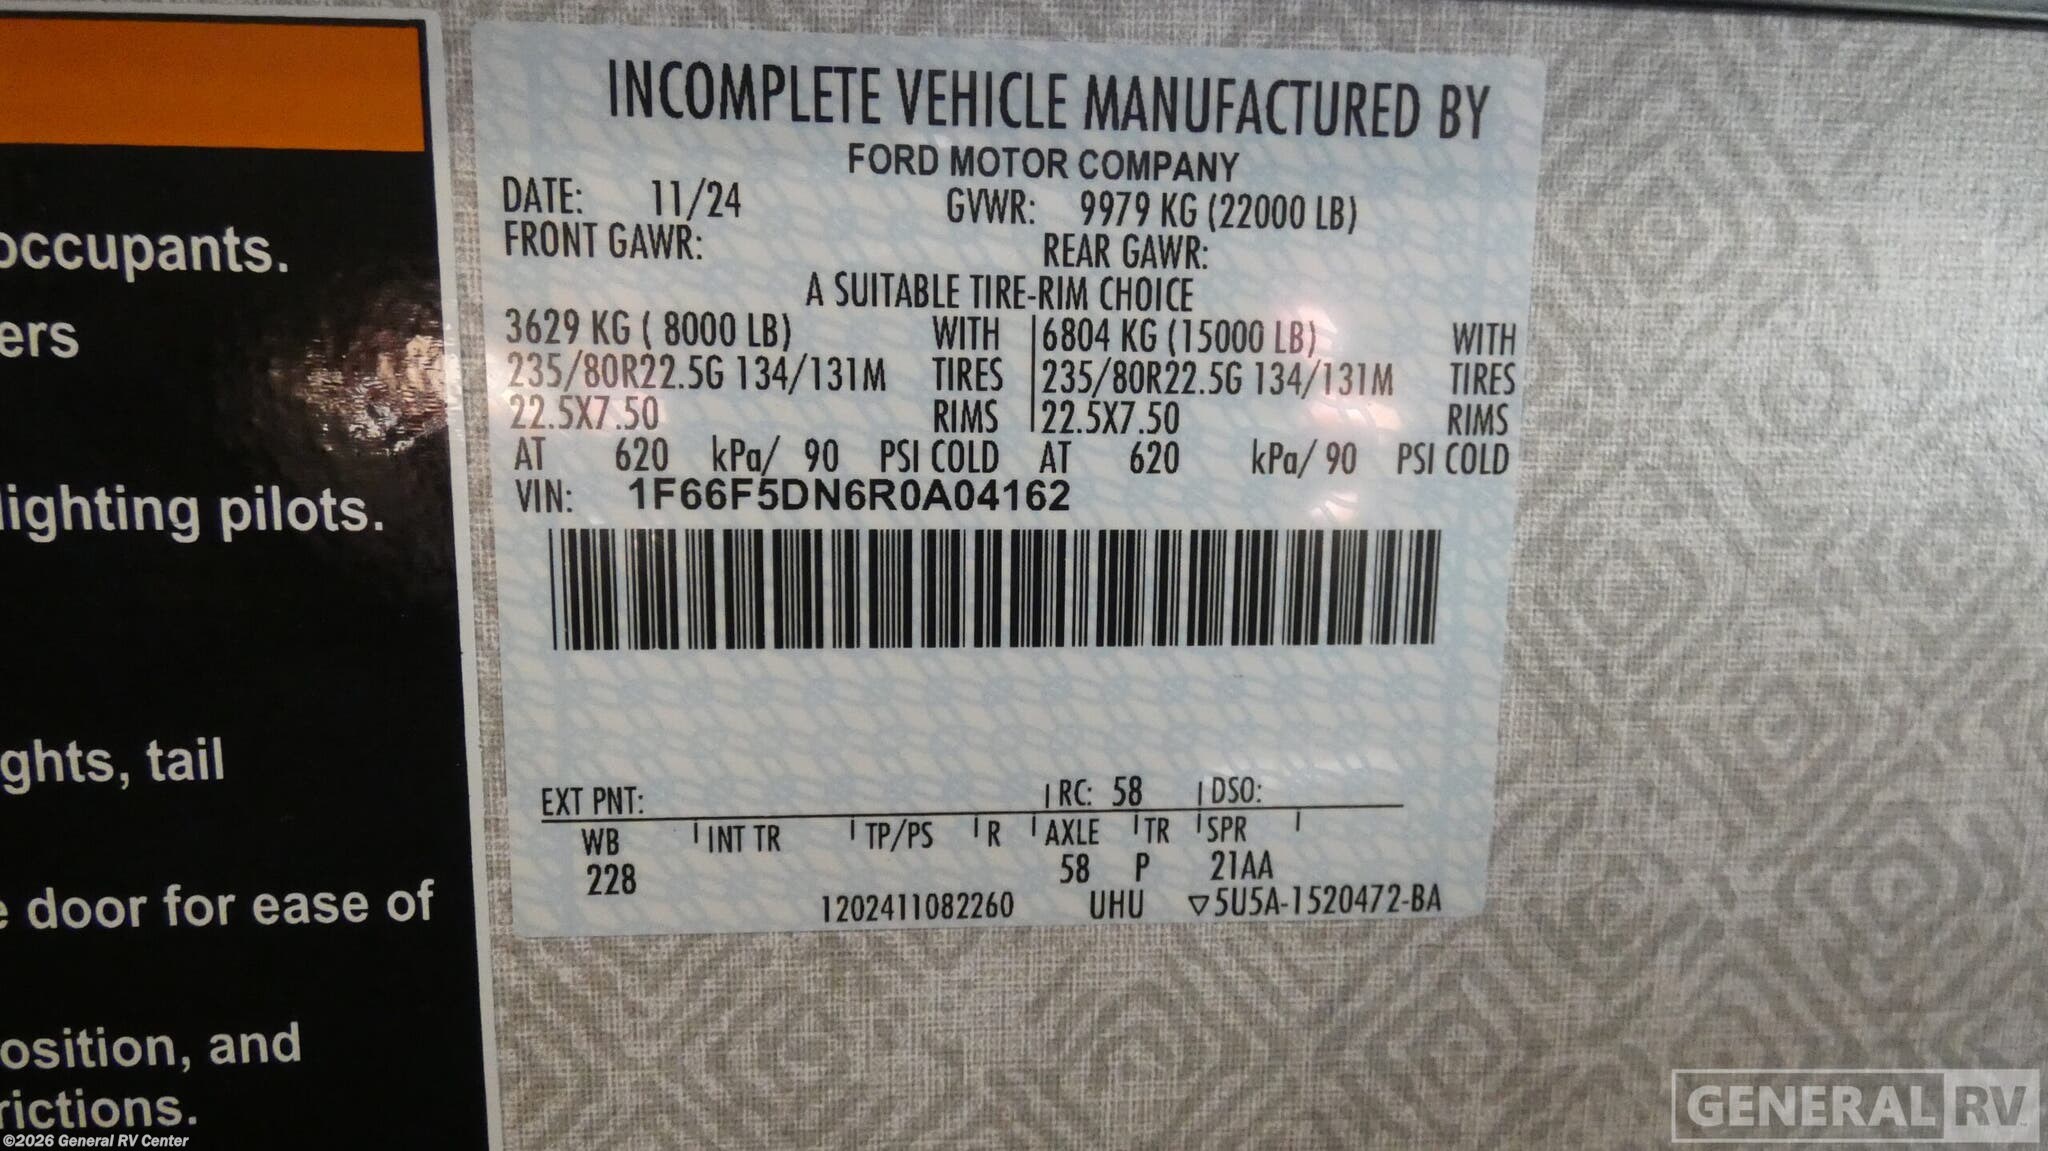 occupants.
ers
lighting pilots.
ghts, tail
e door for ease of
osition, and
rictions.
INCOMPLETE VEHICLE MANUFACTURED BY
FORD MOTOR COMPANY
DATE: 11/24 GVWR: 9979 KG (22000 LB)
FRONT GAWR: REAR GAWR:
A SUITABLE TIRE-RIM CHOICE
3629 KG ( 8000 LB) WITH 6804 KG (15000 LB) WITH
235/80R22.5G 134/131M TIRES 235/80R22.5G 134/131M TIRES
22.5X7.50 RIMS 22.5X7.50 RIMS
AT 620 kPa/ 90 PSI COLD AT 620 kPa/ 90 PSI COLD
VIN: 1F66F5DN6R0A04162
EXT PNT: RC: 58 DSO:
WB INT TR TP/PS R AXLE TR SPR
228 58 P 21AA
1202411082260 UHU ▽5U5A-1520472-BA
©2026 General RV Center
GENERAL RV